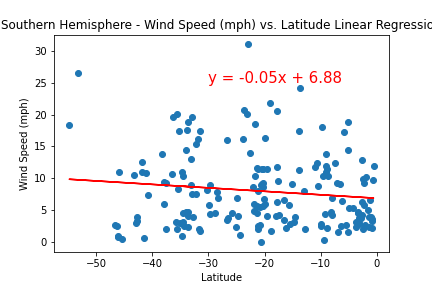 Southern Hemisphere - Wind Speed (mph) vs. Latitude Linear Regressio
y = -0.05x + 6.88
30
25
20
15
10
5
0
Wind Speed (mph)
−50 −40 −30 −20 −10 0
Latitude